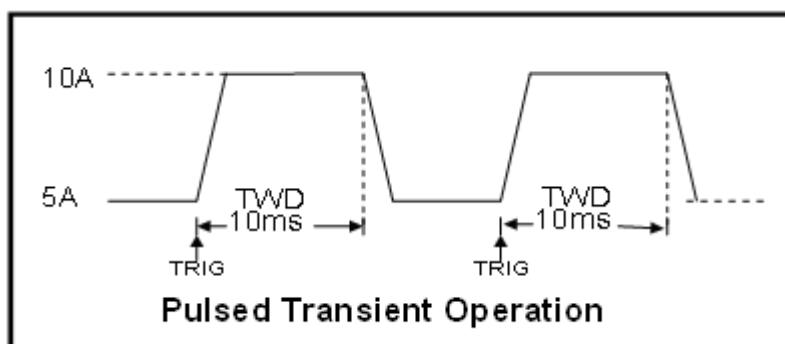 10A
5A
TWD
10ms
TWD
10ms
TRIG
TRIG
Pulsed Transient Operation